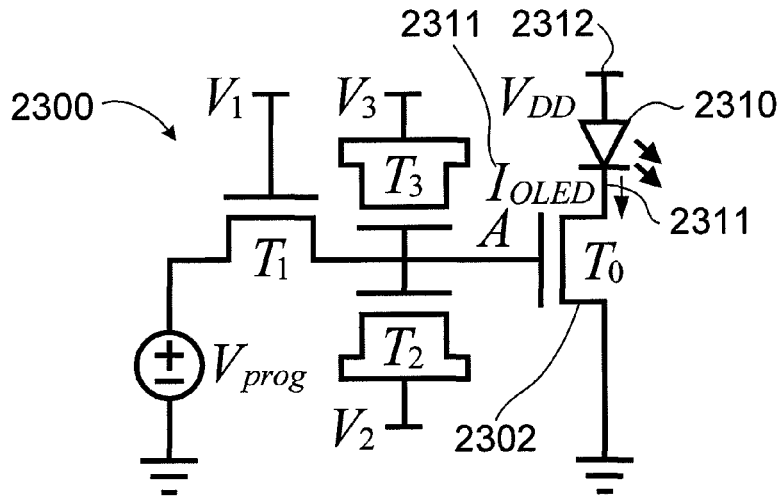 2311
2312
2300
V1
V3
VDD
2310
T3
IOLED
2311
A
T1
T0
Vprog
T2
V2
2302